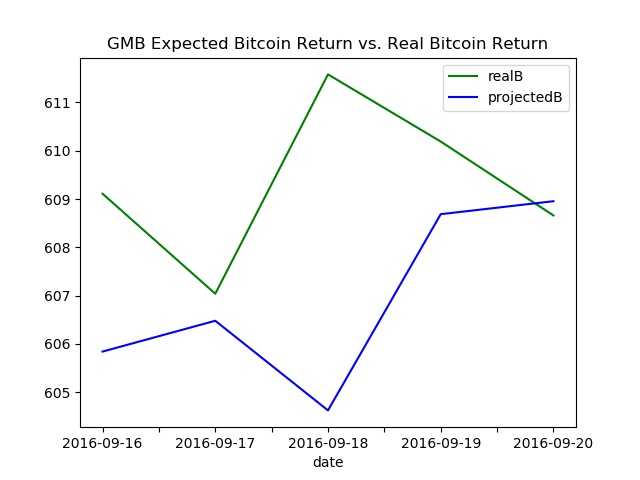 GMB Expected Bitcoin Return vs. Real Bitcoin Return
realB
projectedB
611
610
609
608
607
606
605
2016-09-16 2016-09-17 2016-09-18 2016-09-19 2016-09-20
date